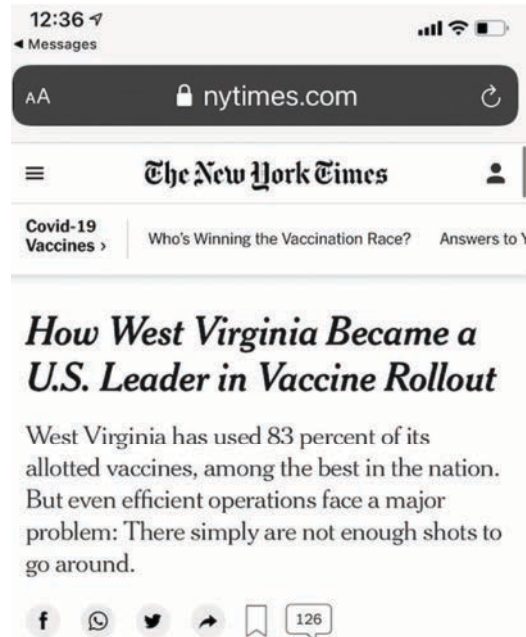 12:36
◀ Messages
AA nytimes.com
The New York Times
Covid-19
Vaccines › Who's Winning the Vaccination Race? Answers to
How West Virginia Became a
U.S. Leader in Vaccine Rollout
West Virginia has used 83 percent of its
allotted vaccines, among the best in the nation.
But even efficient operations face a major
problem: There simply are not enough shots to
go around.
126